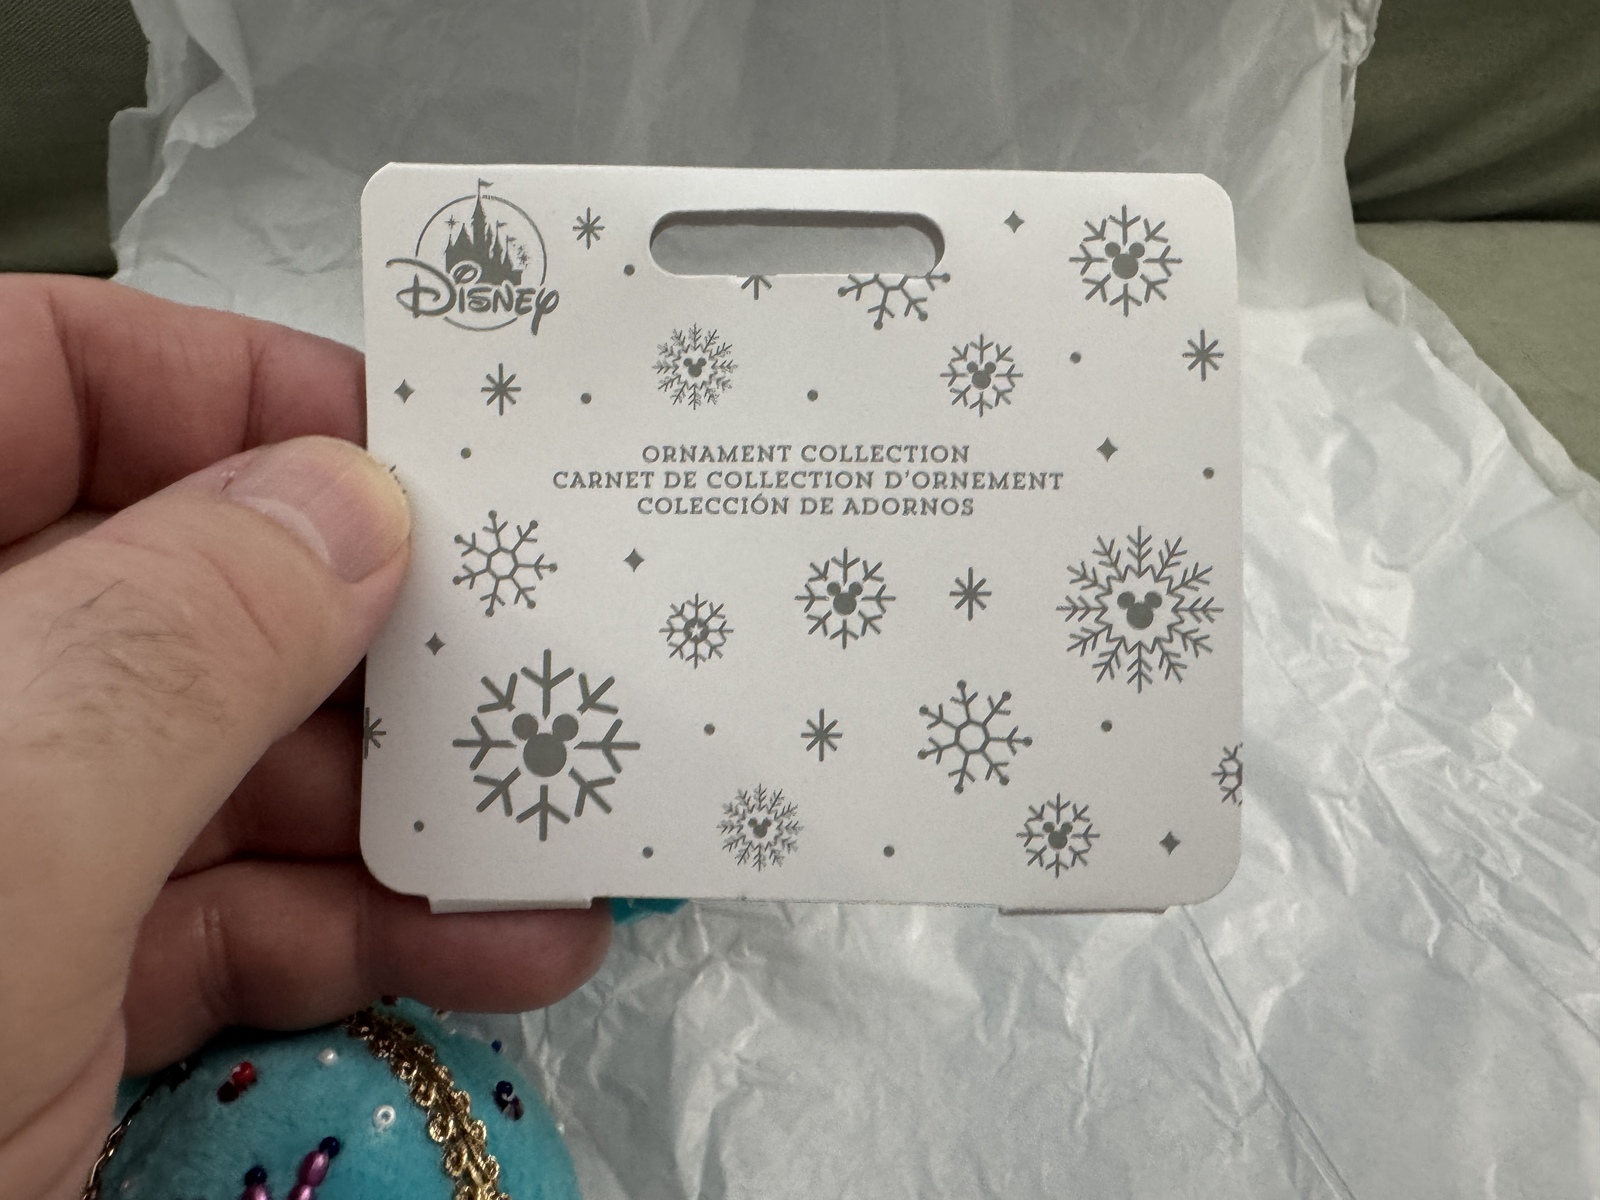 Disney
ORNAMENT COLLECTION
CARNET DE COLLECTION D'ORNEMENT
COLECCIÓN DE ADORNOS